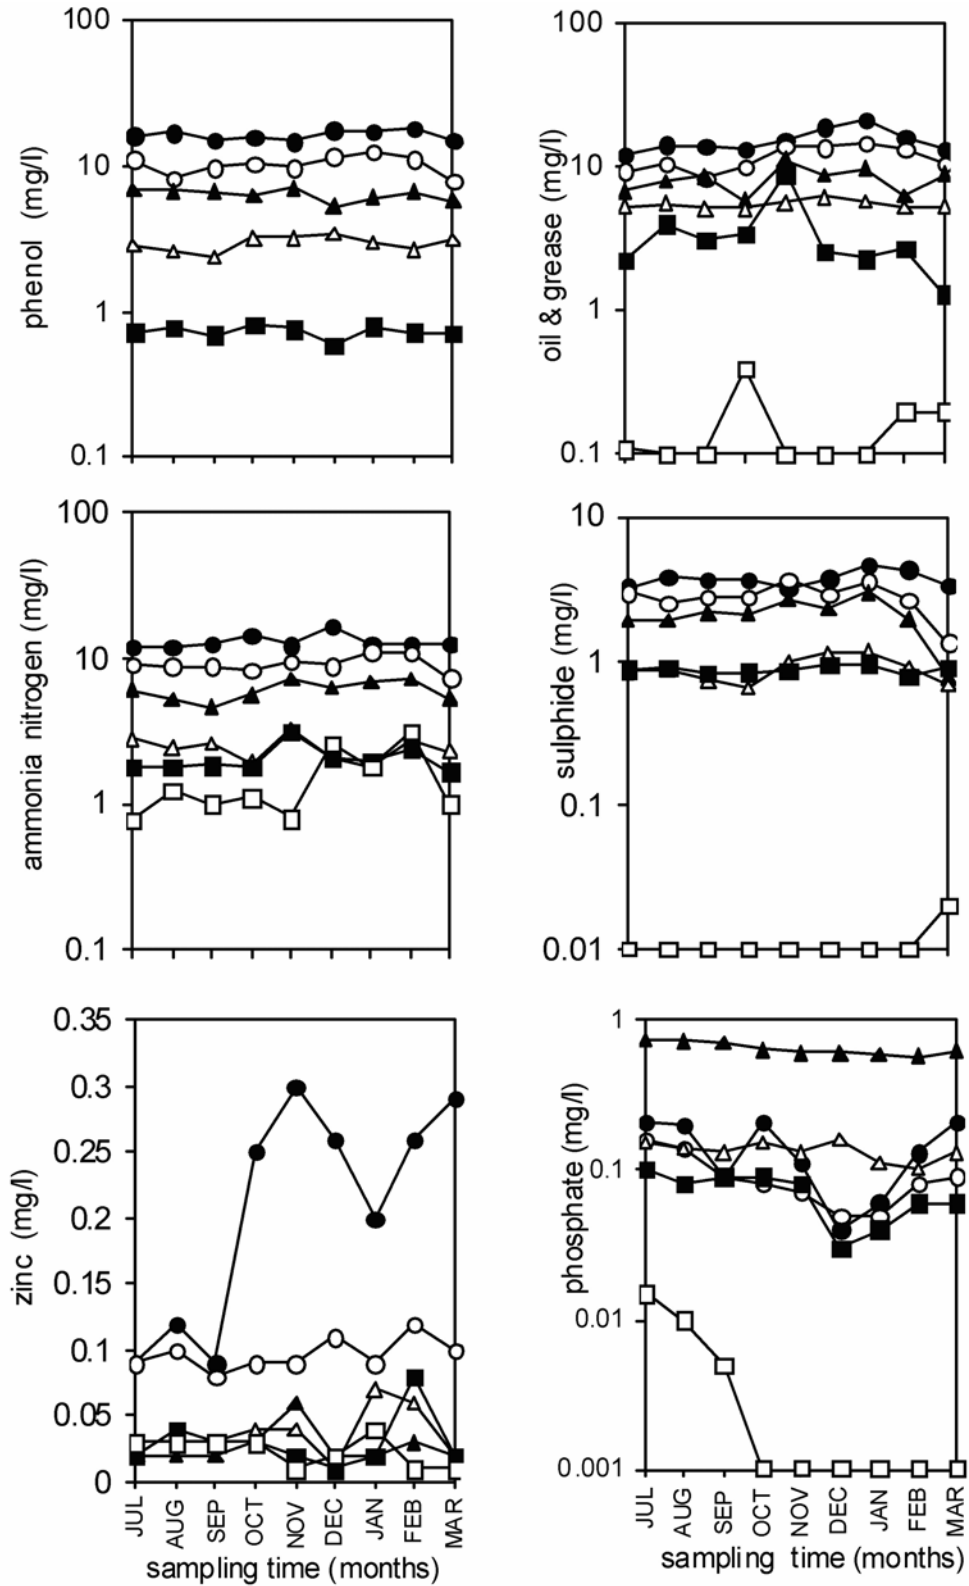 100
10
1
0.1
phenol (mg/l)
100
10
1
0.1
oil & grease (mg/l)
100
10
1
0.1
ammonia nitrogen (mg/l)
10
1
0.1
0.01
sulphide (mg/l)
0.35
0.3
0.25
0.2
0.15
0.1
0.05
0
zinc (mg/l)
JUL
AUG
SEP
OCT
NOV
DEC
JAN
FEB
MAR
sampling time (months)
1
0.1
0.01
0.001
phosphate (mg/l)
JUL
AUG
SEP
OCT
NOV
DEC
JAN
FEB
MAR
sampling time (months)